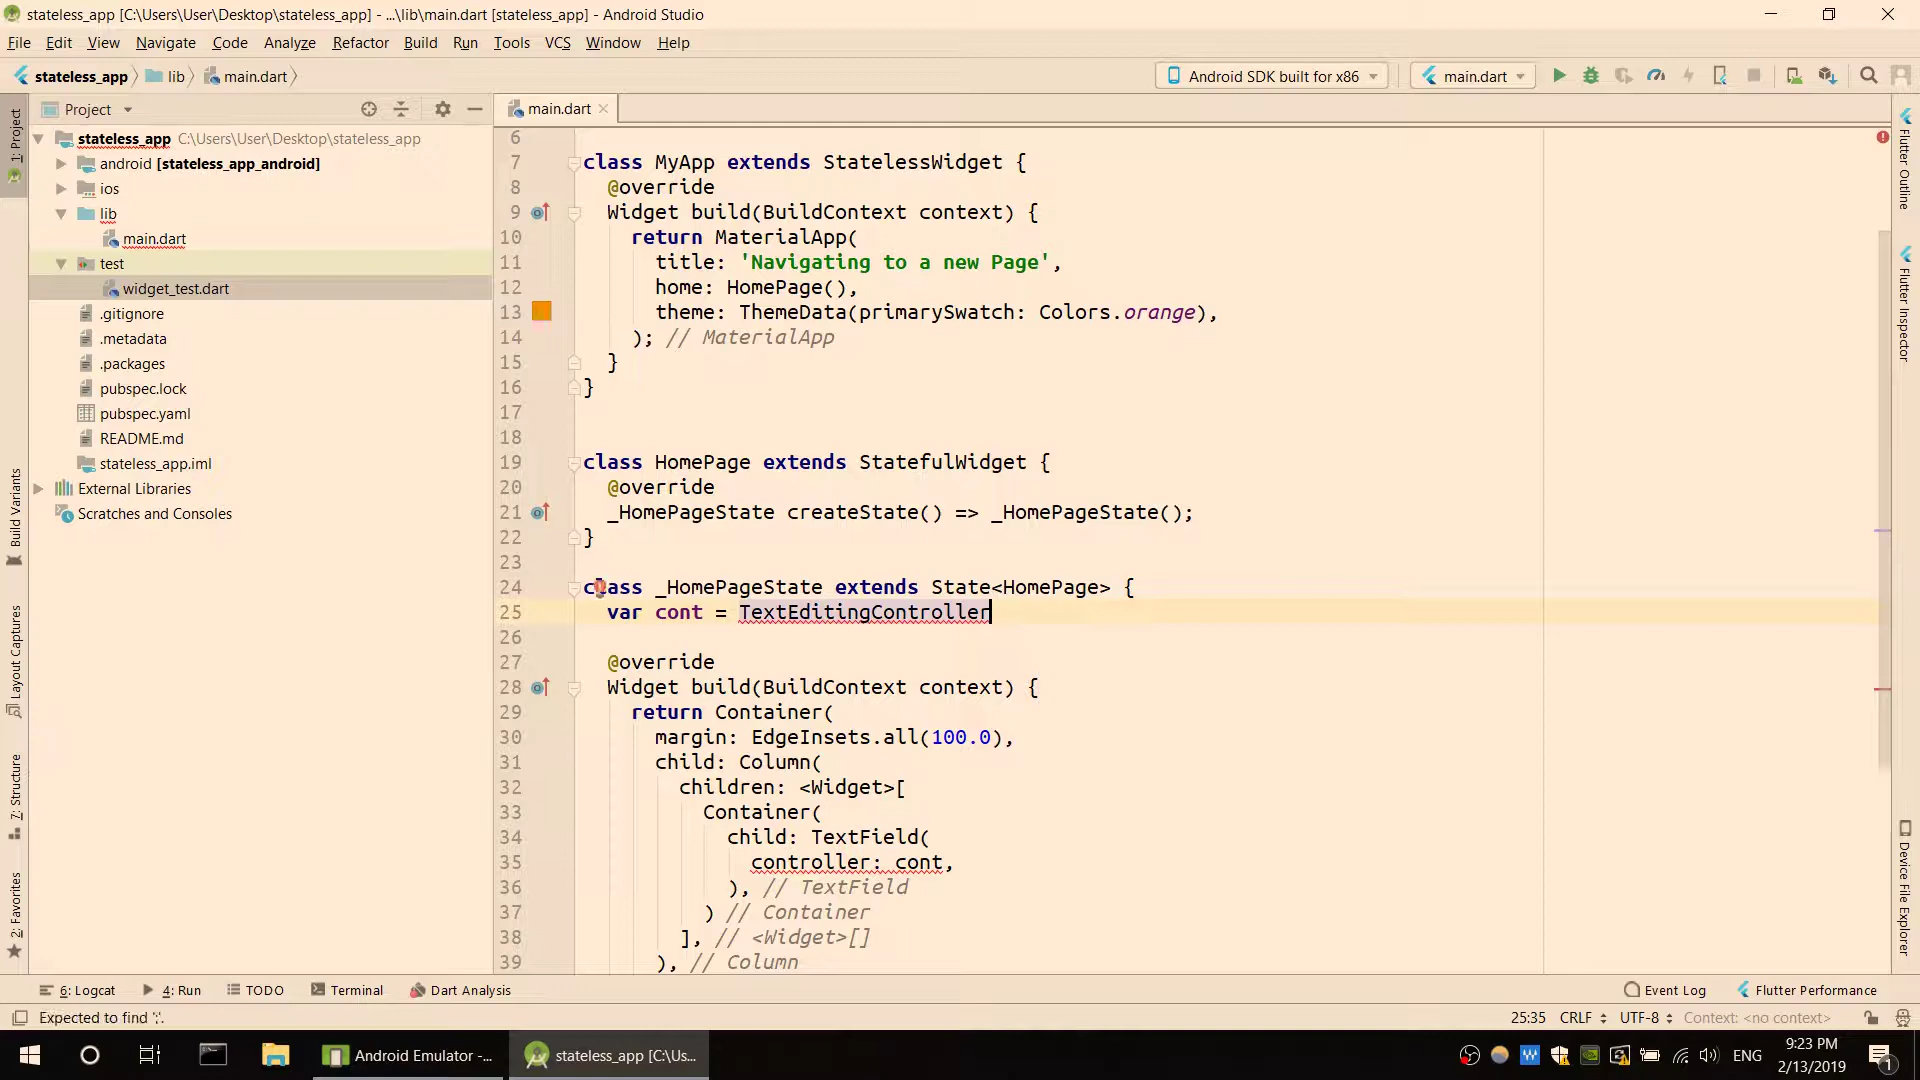 stateless_app [C:\Users\User\Desktop\stateless_app] - ...\lib\main.dart [stateless_app] - Android Studio
File Edit View Navigate Code Analyze Refactor Build Run Tools VCS Window Help
stateless_app lib main.dart Android SDK built for x86 main.dart
Project main.dart
stateless_app C:\Users\User\Desktop\stateless_app
android [stateless_app_android]
ios
lib
main.dart
test
widget_test.dart
.gitignore
.metadata
.packages
pubspec.lock
pubspec.yaml
README.md
stateless_app.iml
External Libraries
Scratches and Consoles
1: Project
Build Variants
Layout Captures
7: Structure
2: Favorites
6
7 class MyApp extends StatelessWidget {
8 @override
9 Widget build(BuildContext context) {
10 return MaterialApp(
11 title: 'Navigating to a new Page',
12 home: HomePage(),
13 theme: ThemeData(primarySwatch: Colors.orange),
14 ); // MaterialApp
15 }
16 }
17
18
19 class HomePage extends StatefulWidget {
20 @override
21 _HomePageState createState() => _HomePageState();
22 }
23
24 class _HomePageState extends State<HomePage> {
25 var cont = TextEditingController
26
27 @override
28 Widget build(BuildContext context) {
29 return Container(
30 margin: EdgeInsets.all(100.0),
31 child: Column(
32 children: <Widget>[
33 Container(
34 child: TextField(
35 controller: cont,
36 ), // TextField
37 ) // Container
38 ], // <Widget>[]
39 ), // Column
Flutter Outline
Flutter Inspector
Device File Explorer
6: Logcat 4: Run TODO Terminal Dart Analysis Event Log Flutter Performance
Expected to find ';'. 25:35 CRLF UTF-8 Context: <no context>
Android Emulator -... stateless_app [C:\Us... ENG 9:23 PM
2/13/2019 1